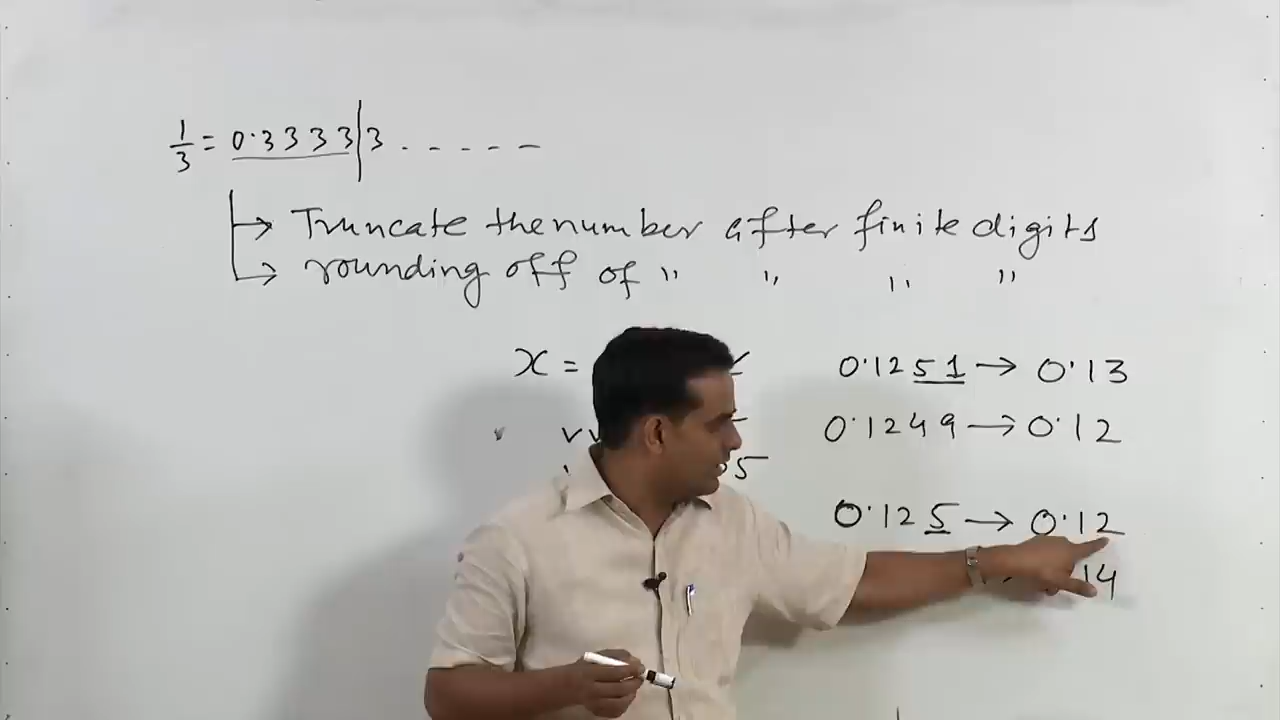 1/3 = 0.3333|3 . - - - - -
→ Truncate the number after finite digits
→ rounding off of " " " "
x =
0.1251 → 0.13
0.1249 → 0.12
5
0.125 → 0.12
14